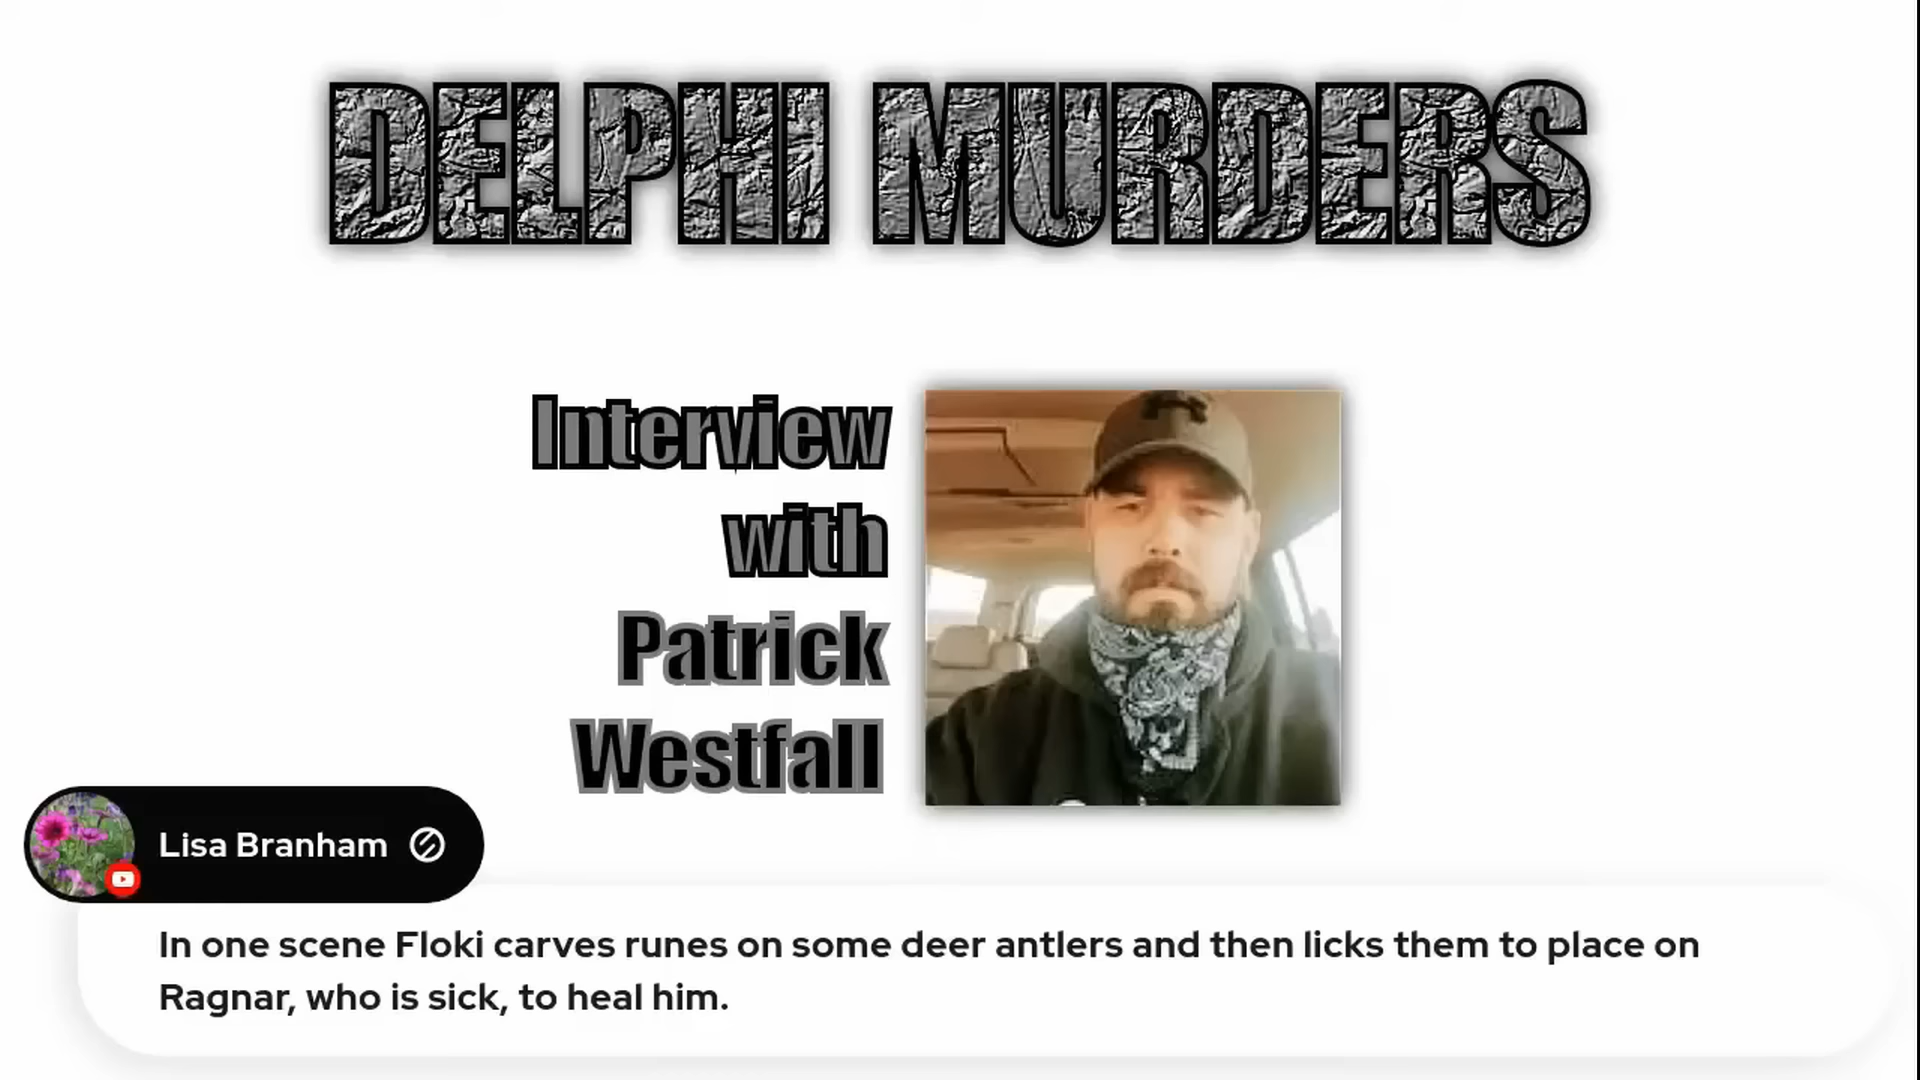 DELPHI MURDERS
Interview
with
Patrick
Westfall
Lisa Branham
In one scene Floki carves runes on some deer antlers and then licks them to place on
Ragnar, who is sick, to heal him.